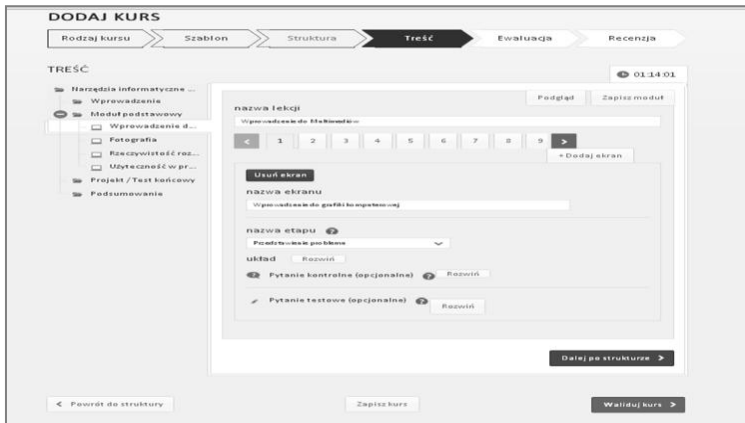 DODAJ KURS
Rodzaj kursu
Szablon
Struktura
Treść
Ewaluacja
Recenzja
TREŚĆ
01:14:01
Narzędzia informatyczne ...
Wprowadzenie
Moduł podstawowy
Wprowadzenie d...
Fotografia
Rzeczywistość roz...
Użyteczność w pr...
Projekt / Test końcowy
Podsumowanie
Podgląd
Zapisz moduł
nazwa lekcji
Wprowadzenie do Multimediów
< 1 2 3 4 5 6 7 8 9 >
+ Dodaj ekran
Usuń ekran
nazwa ekranu
Wprowadzenie do grafiki komputerowej
nazwa etapu ?
Przedstawienie problemu
układ Rozwiń
Pytanie kontrolne (opcjonalne) ? Rozwiń
Pytanie testowe (opcjonalne) ? Rozwiń
Dalej po strukturze >
< Powrót do struktury
Zapisz kurs
Waliduj kurs >